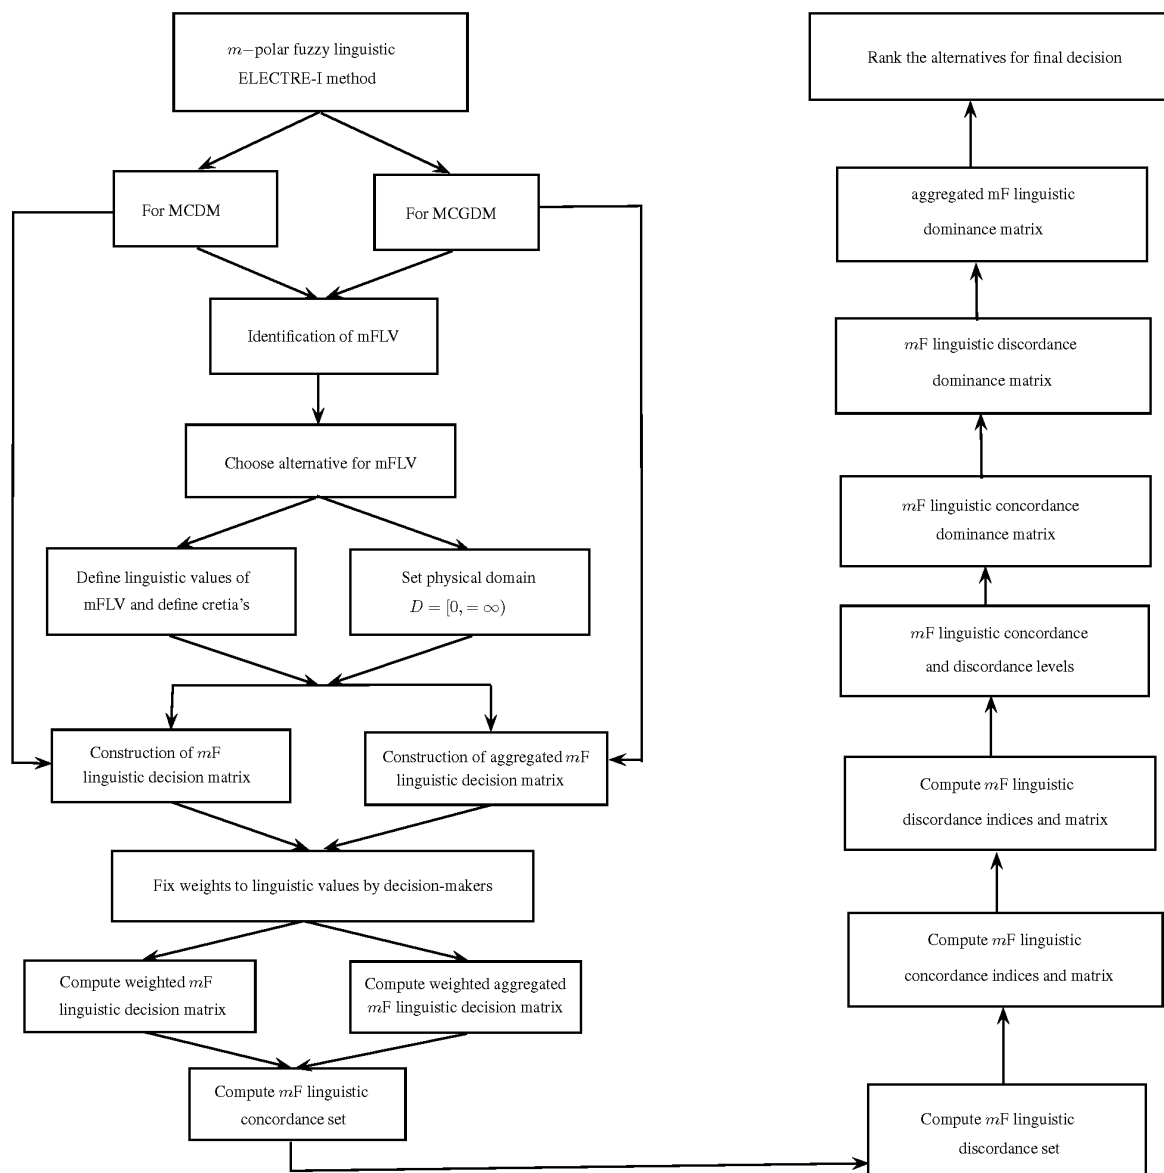 m−polar fuzzy linguistic
ELECTRE-I method
For MCDM
For MCGDM
Identification of mFLV
Choose alternative for mFLV
Define linguistic values of
mFLV and define cretia's
Set physical domain
D = [0, = ∞)
Construction of mF
linguistic decision matrix
Construction of aggregated mF
linguistic decision matrix
Fix weights to linguistic values by decision-makers
Compute weighted mF
linguistic decision matrix
Compute weighted aggregated
mF linguistic decision matrix
Compute mF linguistic
concordance set
Compute mF linguistic
discordance set
Compute mF linguistic
concordance indices and matrix
Compute mF linguistic
discordance indices and matrix
mF linguistic concordance
and discordance levels
mF linguistic concordance
dominance matrix
mF linguistic discordance
dominance matrix
aggregated mF linguistic
dominance matrix
Rank the alternatives for final decision